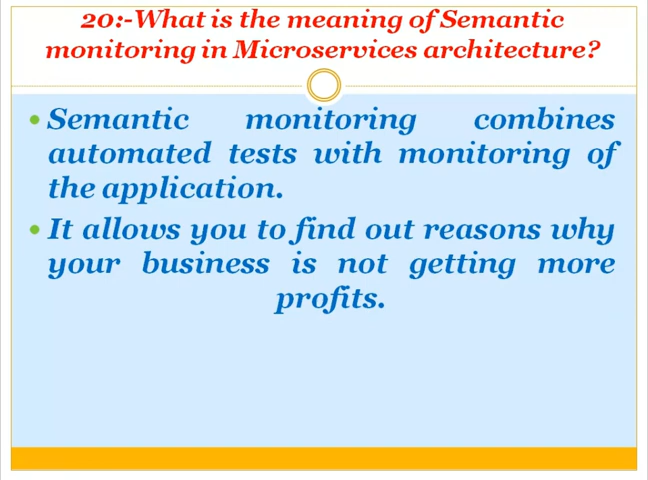 20:-What is the meaning of Semantic
monitoring in Microservices architecture?
Semantic monitoring combines
automated tests with monitoring of
the application.
It allows you to find out reasons why
your business is not getting more
profits.